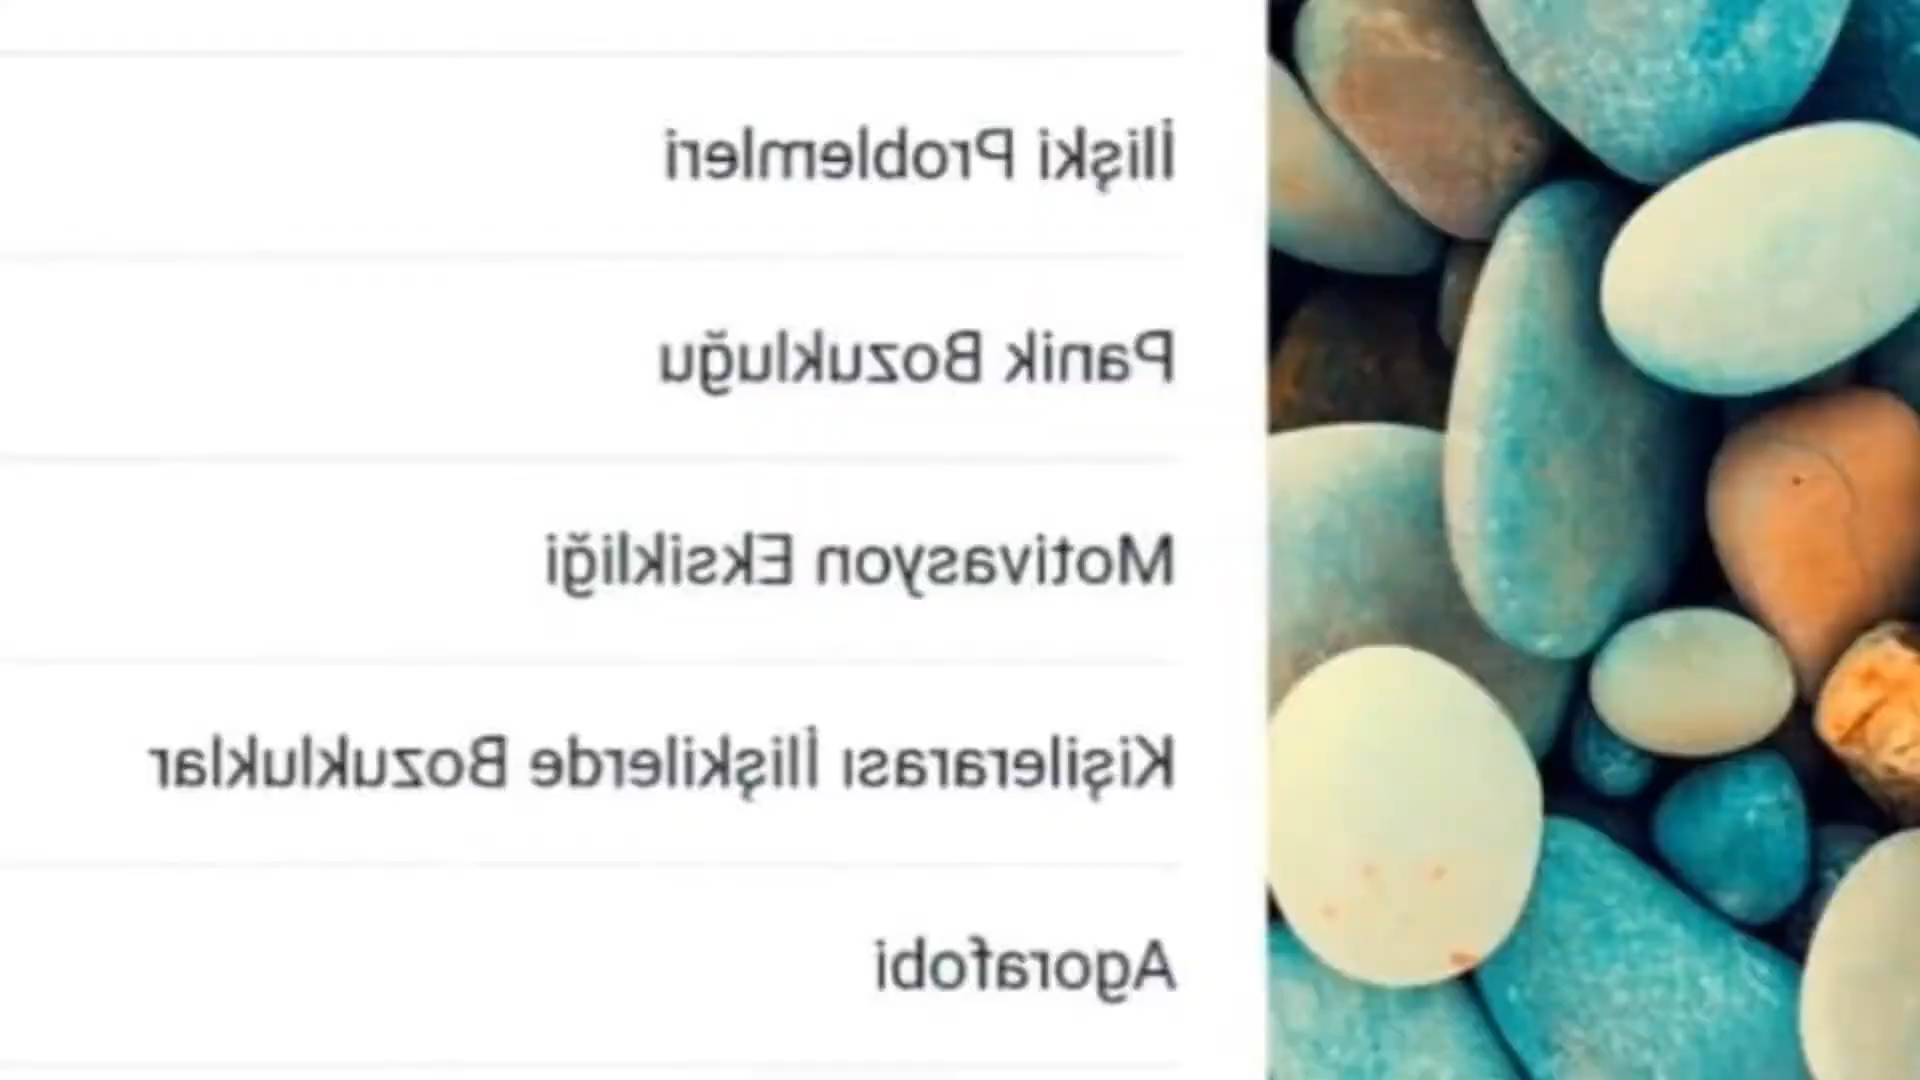 İlişki Problemleri
Panik Bozukluğu
Motivasyon Eksikliği
Kişilerarası İlişkilerde Bozukluklar
Agorafobi